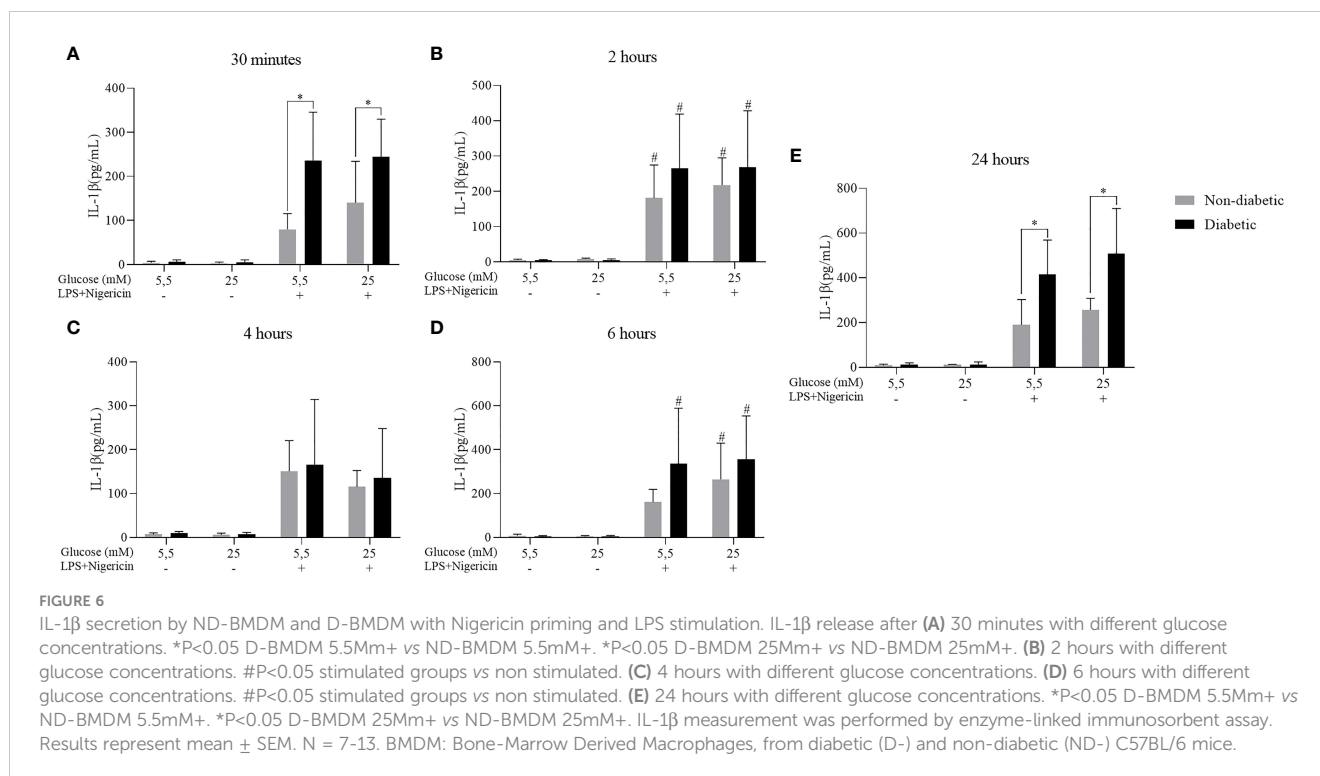 A
30 minutes
IL-1β(pg/mL)
400
300
200
100
0
*
*
Glucose (mM) 5,5 25 5,5 25
LPS+Nigericin - - + +
B
2 hours
IL-1β(pg/mL)
500
400
300
200
100
0
# # # #
Glucose (mM) 5,5 25 5,5 25
LPS+Nigericin - - + +
C
4 hours
IL-1β(pg/mL)
400
300
200
100
0
Glucose (mM) 5,5 25 5,5 25
LPS+Nigericin - - + +
D
6 hours
IL-1β(pg/mL)
800
600
400
200
0
# # #
Glucose (mM) 5,5 25 5,5 25
LPS+Nigericin - - + +
E
24 hours
IL-1β(pg/mL)
800
600
400
200
0
*
*
Glucose (mM) 5,5 25 5,5 25
LPS+Nigericin - - + +
Non-diabetic
Diabetic
FIGURE 6
IL-1β secretion by ND-BMDM and D-BMDM with Nigericin priming and LPS stimulation. IL-1β release after (A) 30 minutes with different glucose
concentrations. *P<0.05 D-BMDM 5.5Mm+ vs ND-BMDM 5.5mM+. *P<0.05 D-BMDM 25Mm+ vs ND-BMDM 25mM+. (B) 2 hours with different
glucose concentrations. #P<0.05 stimulated groups vs non stimulated. (C) 4 hours with different glucose concentrations. (D) 6 hours with different
glucose concentrations. #P<0.05 stimulated groups vs non stimulated. (E) 24 hours with different glucose concentrations. *P<0.05 D-BMDM 5.5Mm+ vs
ND-BMDM 5.5mM+. *P<0.05 D-BMDM 25Mm+ vs ND-BMDM 25mM+. IL-1β measurement was performed by enzyme-linked immunosorbent assay.
Results represent mean ± SEM. N = 7-13. BMDM: Bone-Marrow Derived Macrophages, from diabetic (D-) and non-diabetic (ND-) C57BL/6 mice.